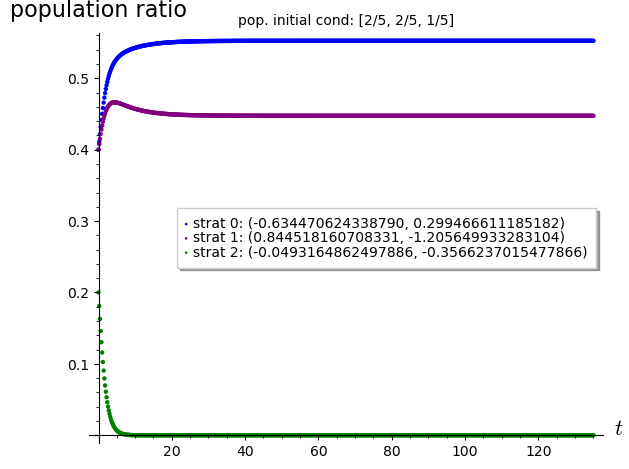 population ratio
pop. initial cond: [2/5, 2/5, 1/5]
0.5
0.4
0.3
strat 0: (-0.634470624338790, 0.299466611185182)
strat 1: (0.844518160708331, -1.205649933283104)
strat 2: (-0.0493164862497886, -0.3566237015477866)
0.2
0.1
t
20 40 60 80 100 120